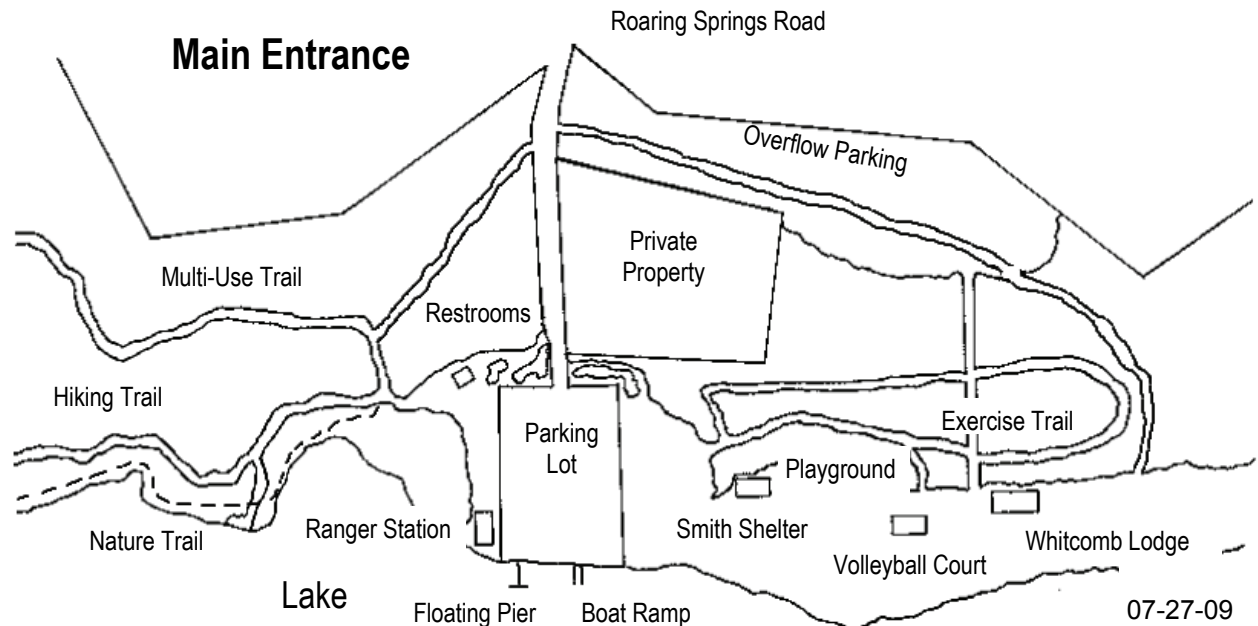 Roaring Springs Road
Main Entrance
Overflow Parking
Private
Property
Multi-Use Trail
Restrooms
Hiking Trail
Exercise Trail
Parking
Lot
Playground
Nature Trail
Ranger Station
Smith Shelter
Whitcomb Lodge
Volleyball Court
Lake
Floating Pier
Boat Ramp
07-27-09